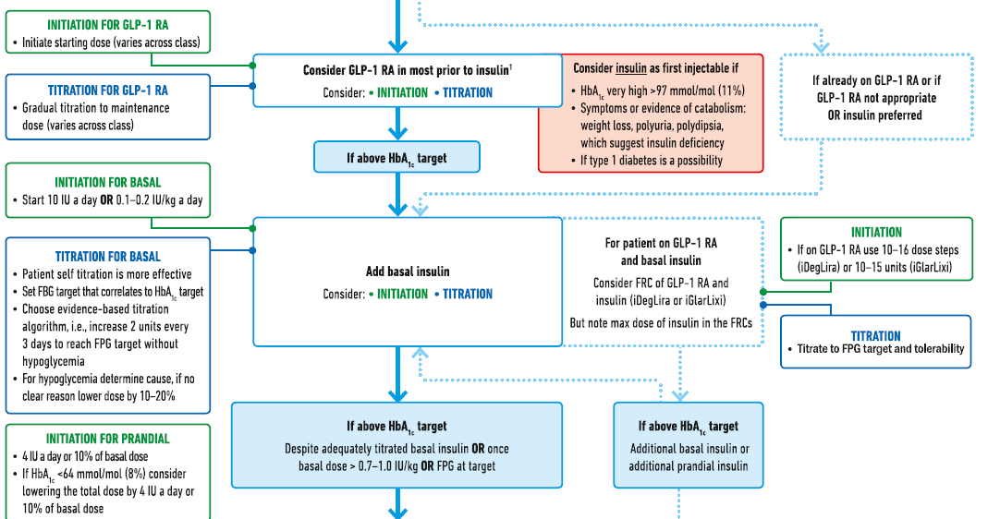 INITIATION FOR GLP-1 RA
• Initiate starting dose (varies across class)
TITRATION FOR GLP-1 RA
• Gradual titration to maintenance
dose (varies across class)
Consider GLP-1 RA in most prior to insulin¹
Consider: • INITIATION • TITRATION
Consider insulin as first injectable if
• HbA1c very high >97 mmol/mol (11%)
• Symptoms or evidence of catabolism:
weight loss, polyuria, polydipsia,
which suggest insulin deficiency
• If type 1 diabetes is a possibility
If already on GLP-1 RA or if
GLP-1 RA not appropriate
OR insulin preferred
If above HbA1c target
INITIATION FOR BASAL
• Start 10 IU a day OR 0.1–0.2 IU/kg a day
TITRATION FOR BASAL
• Patient self titration is more effective
• Set FBG target that correlates to HbA1c target
• Choose evidence-based titration
algorithm, i.e., increase 2 units every
3 days to reach FPG target without
hypoglycemia
• For hypoglycemia determine cause, if no
clear reason lower dose by 10–20%
Add basal insulin
Consider: • INITIATION • TITRATION
For patient on GLP-1 RA
and basal insulin
Consider FRC of GLP-1 RA and
insulin (iDegLira or iGlarLixi)
But note max dose of insulin in the FRCs
INITIATION
• If on GLP-1 RA use 10–16 dose steps
(iDegLira) or 10–15 units (iGlarLixi)
TITRATION
• Titrate to FPG target and tolerability
INITIATION FOR PRANDIAL
• 4 IU a day or 10% of basal dose
• If HbA1c <64 mmol/mol (8%) consider
lowering the total dose by 4 IU a day or
10% of basal dose
If above HbA1c target
Despite adequately titrated basal insulin OR once
basal dose > 0.7–1.0 IU/kg OR FPG at target
If above HbA1c target
Additional basal insulin or
additional prandial insulin